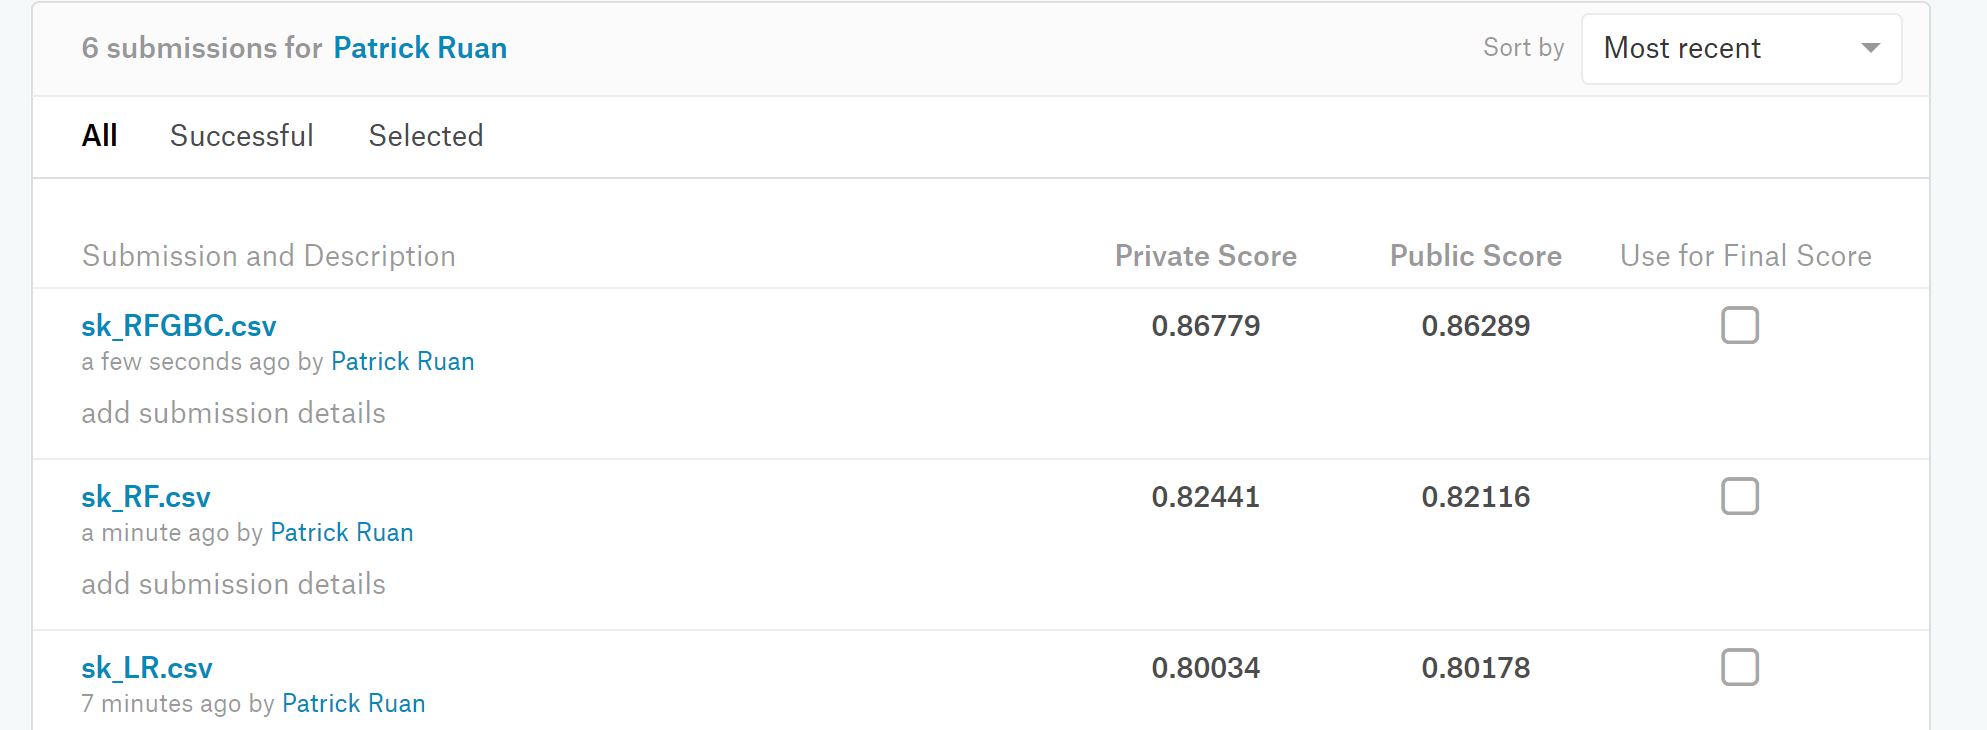 6 submissions for Patrick Ruan Sort by Most recent
All Successful Selected
Submission and Description Private Score Public Score Use for Final Score
sk_RFGBC.csv 0.86779 0.86289
a few seconds ago by Patrick Ruan
add submission details
sk_RF.csv 0.82441 0.82116
a minute ago by Patrick Ruan
add submission details
sk_LR.csv 0.80034 0.80178
7 minutes ago by Patrick Ruan